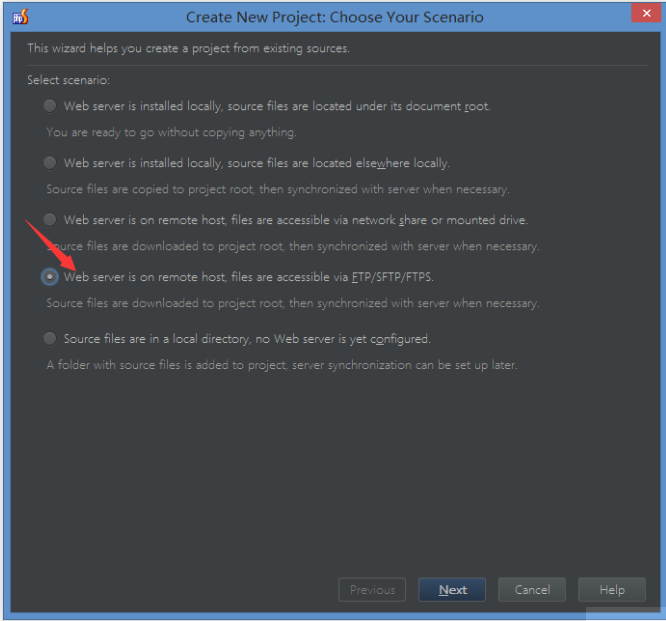 Create New Project: Choose Your Scenario
This wizard helps you create a project from existing sources.
Select scenario:
Web server is installed locally, source files are located under its document root.
You are ready to go without copying anything.
Web server is installed locally, source files are located elsewhere locally.
Source files are copied to project root, then synchronized with server when necessary.
Web server is on remote host, files are accessible via network share or mounted drive.
Source files are downloaded to project root, then synchronized with server when necessary.
Web server is on remote host, files are accessible via FTP/SFTP/FTPS.
Source files are downloaded to project root, then synchronized with server when necessary.
Source files are in a local directory, no Web server is yet configured.
A folder with source files is added to project, server synchronization can be set up later.
Previous Next Cancel Help